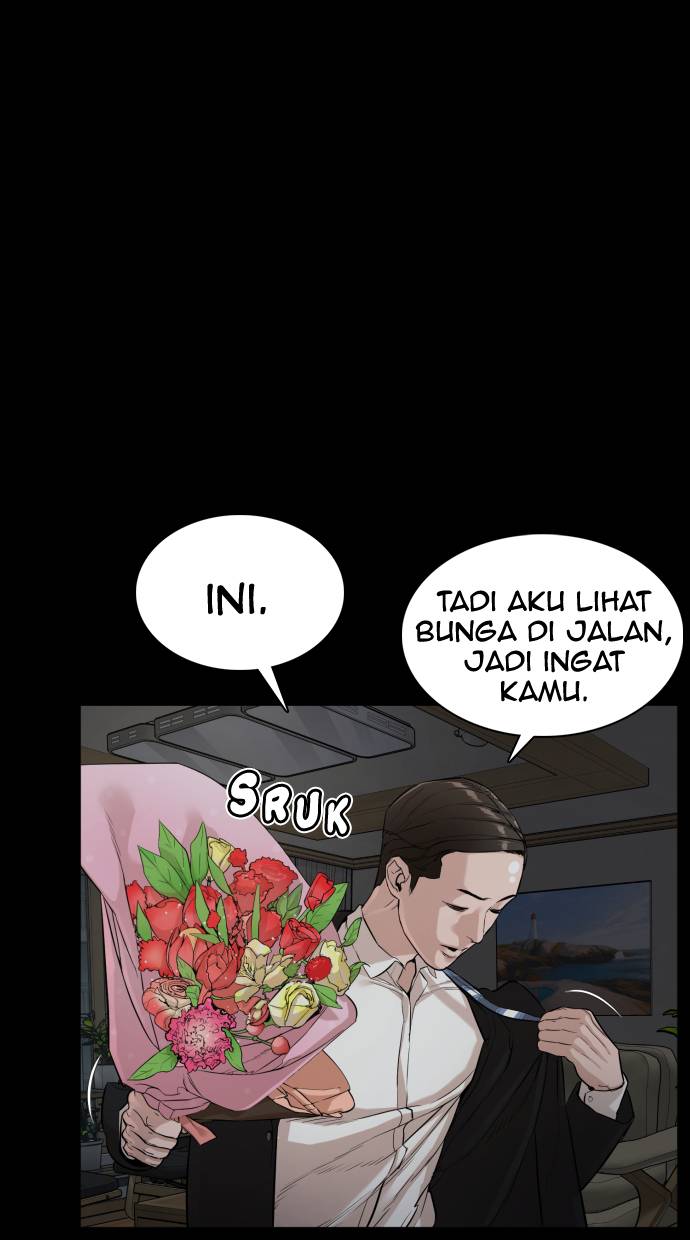 INI.
TADI AKU LIHAT
BUNGA DI JALAN,
JADI INGAT
KAMU.
SRUK